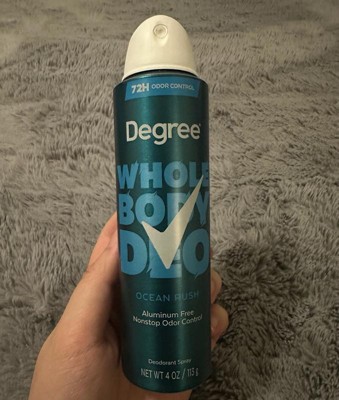 72H ODOR CONTROL
Degree
WHOLE
BODY
DEO
OCEAN RUSH
Aluminum Free
Nonstop Odor Control
Deodorant Spray
NET WT 4 OZ / 113 g